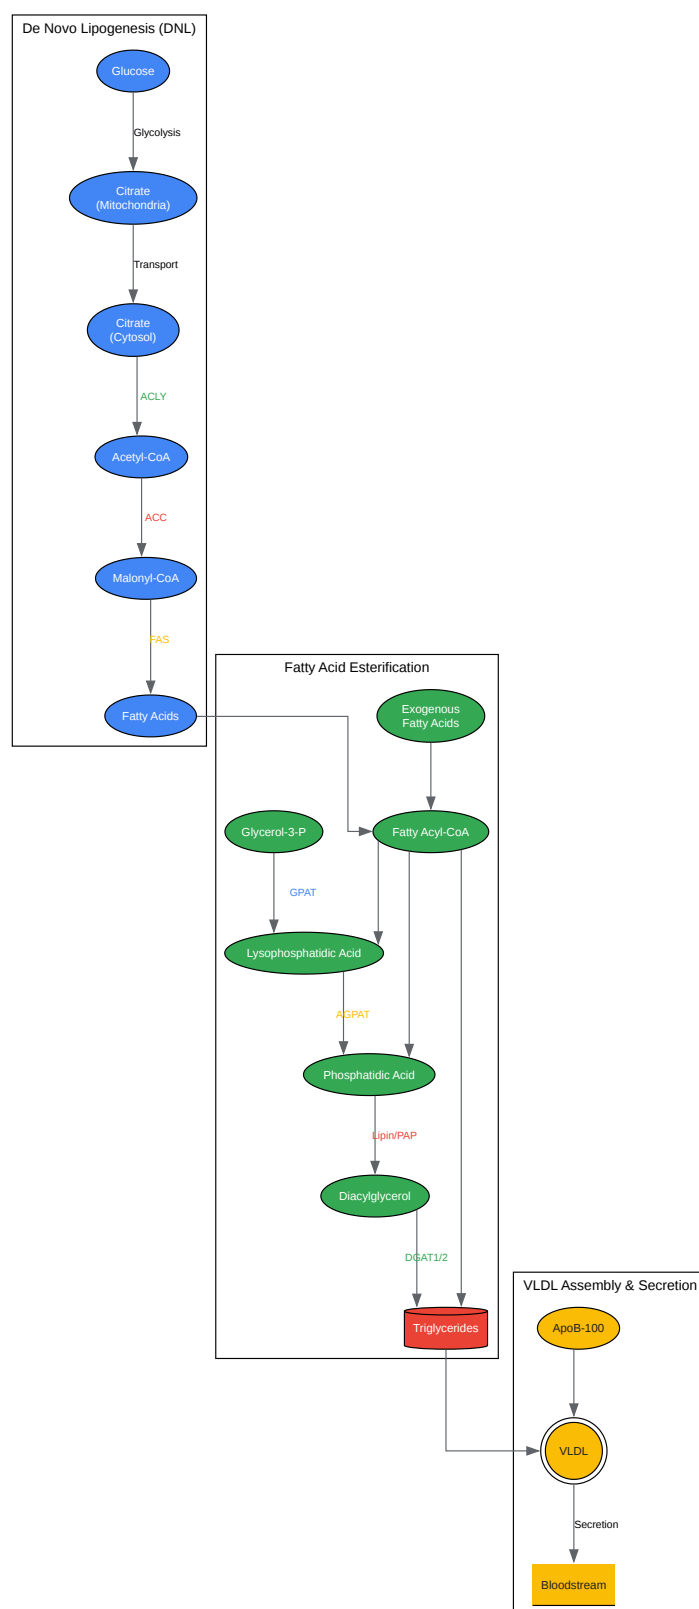 De Novo Lipogenesis (DNL)
Glucose
Glycolysis
Citrate
(Mitochondria)
Transport
Citrate
(Cytosol)
ACLY
Acetyl-CoA
ACC
Malonyl-CoA
FAS
Fatty Acids
Fatty Acid Esterification
Exogenous
Fatty Acids
Glycerol-3-P
Fatty Acyl-CoA
GPAT
Lysophosphatidic Acid
AGPAT
Phosphatidic Acid
Lipin/PAP
Diacylglycerol
DGAT1/2
Triglycerides
VLDL Assembly & Secretion
ApoB-100
VLDL
Secretion
Bloodstream